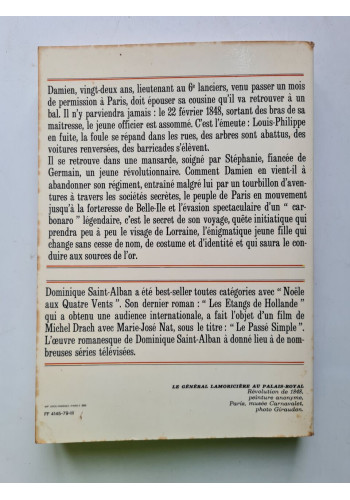 Damien, vingt-deux ans, lieutenant au 6e lanciers, venu passer un mois
de permission à Paris, doit épouser sa cousine qu'il va retrouver à un
bal. Il n'y parviendra jamais : le 22 février 1848, sortant des bras de sa
maîtresse, le jeune officier est assommé. C'est l'émeute : Louis-Philippe
en fuite, la foule se répand dans les rues, des arbres sont abattus, des
voitures renversées, des barricades s'élèvent.
Il se retrouve dans une mansarde, soigné par Stéphanie, fiancée de
Germain, un jeune révolutionnaire. Comment Damien en vient-il à
abandonner son régiment, entraîné malgré lui par un tourbillon d'aven-
tures à travers les sociétés secrètes, le peuple de Paris en mouvement
jusqu'à la forteresse de Belle-Ile et l'évasion spectaculaire d'un " car-
bonaro " légendaire, c'est le secret de son voyage, quête initiatique qui
prendra peu à peu le visage de Lorraine, l'énigmatique jeune fille qui
change sans cesse de nom, de costume et d'identité et qui saura le con-
duire aux sources de l'or.
Dominique Saint-Alban a été best-seller toutes catégories avec " Noële
aux Quatre Vents ". Son dernier roman : " Les Etangs de Hollande "
qui a obtenu une audience internationale, a fait l'objet d'un film de
Michel Drach avec Marie-José Nat, sous le titre : " Le Passé Simple ".
L'œuvre romanesque de Dominique Saint-Alban a donné lieu à de nom-
breuses séries télévisées.
LE GÉNÉRAL LAMORICIÈRE AU PALAIS-ROYAL
Révolution de 1848,
peinture anonyme,
Paris, musée Carnavalet,
photo Giraudon.